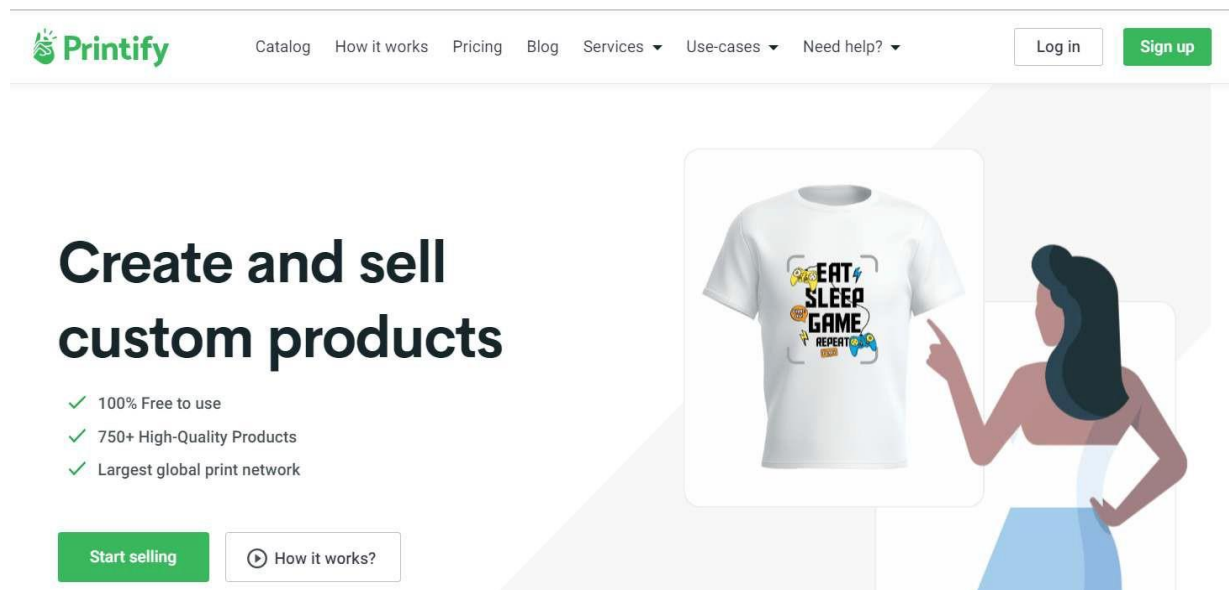 Printify
Catalog How it works Pricing Blog Services Use-cases Need help? Log in Sign up
Create and sell
custom products
100% Free to use
750+ High-Quality Products
Largest global print network
Start selling How it works?
EAT
SLEEP
GAME
REPEAT